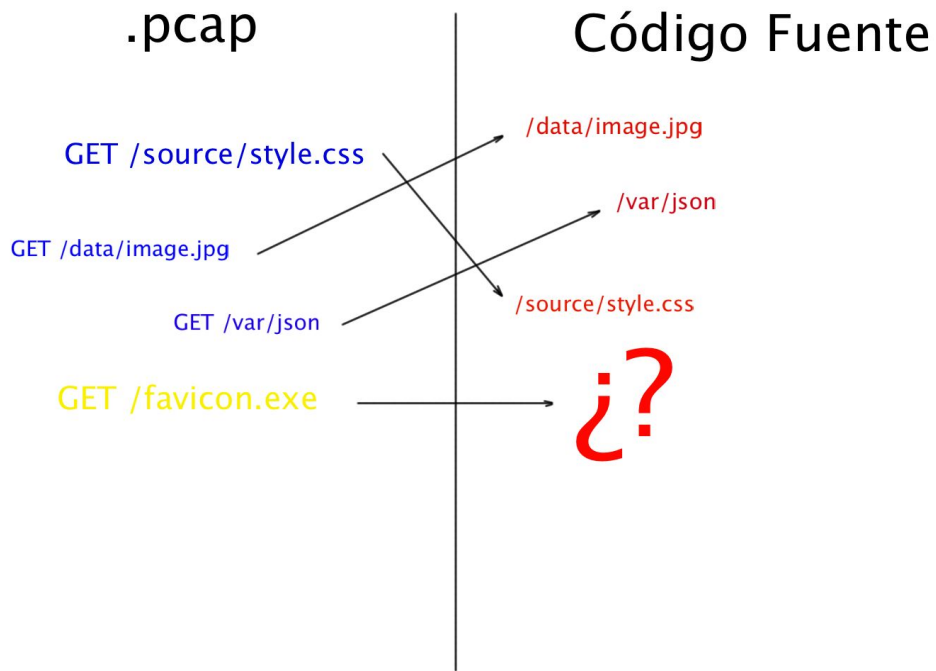 .pcap
Código Fuente
GET /source/style.css
GET /data/image.jpg
GET /var/json
GET /favicon.exe
/data/image.jpg
/var/json
/source/style.css
¿?